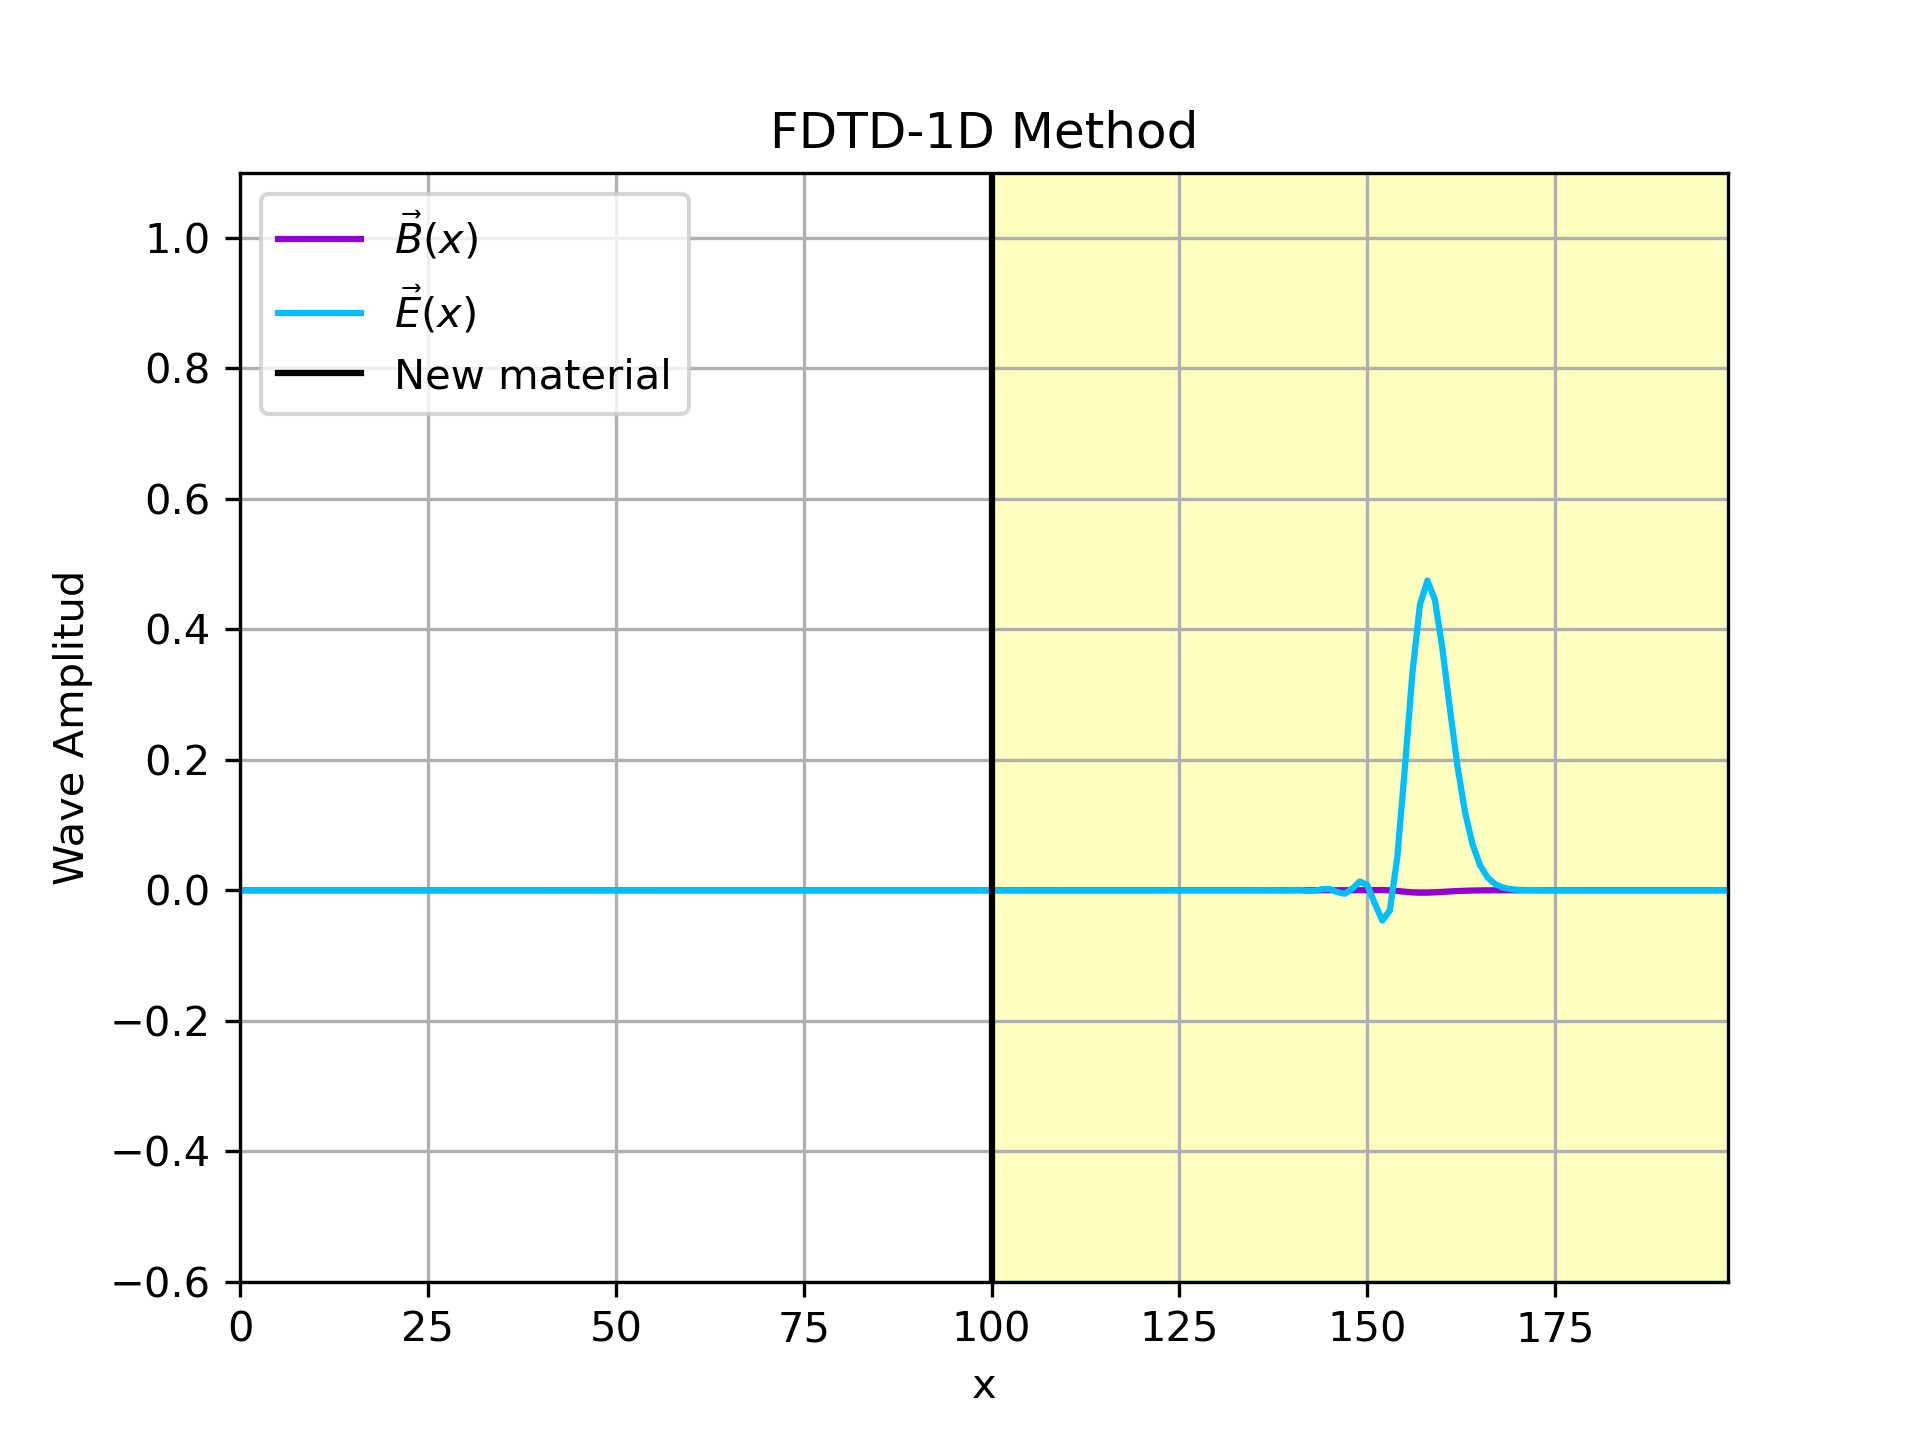 FDTD-1D Method
B⃗(x)
E⃗(x)
New material
Wave Amplitud
1.0
0.8
0.6
0.4
0.2
0.0
−0.2
−0.4
−0.6
0 25 50 75 100 125 150 175
x